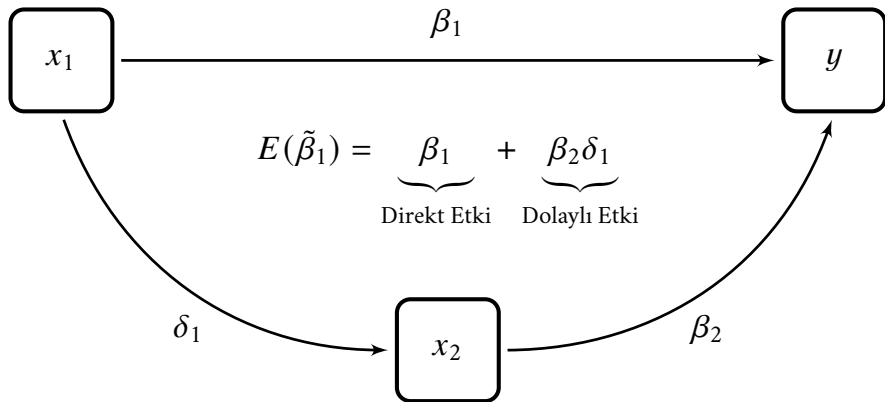 β₁
x₁ y
E(β̃₁) = β₁ + β₂δ₁
Direkt Etki Dolaylı Etki
δ₁ x₂ β₂